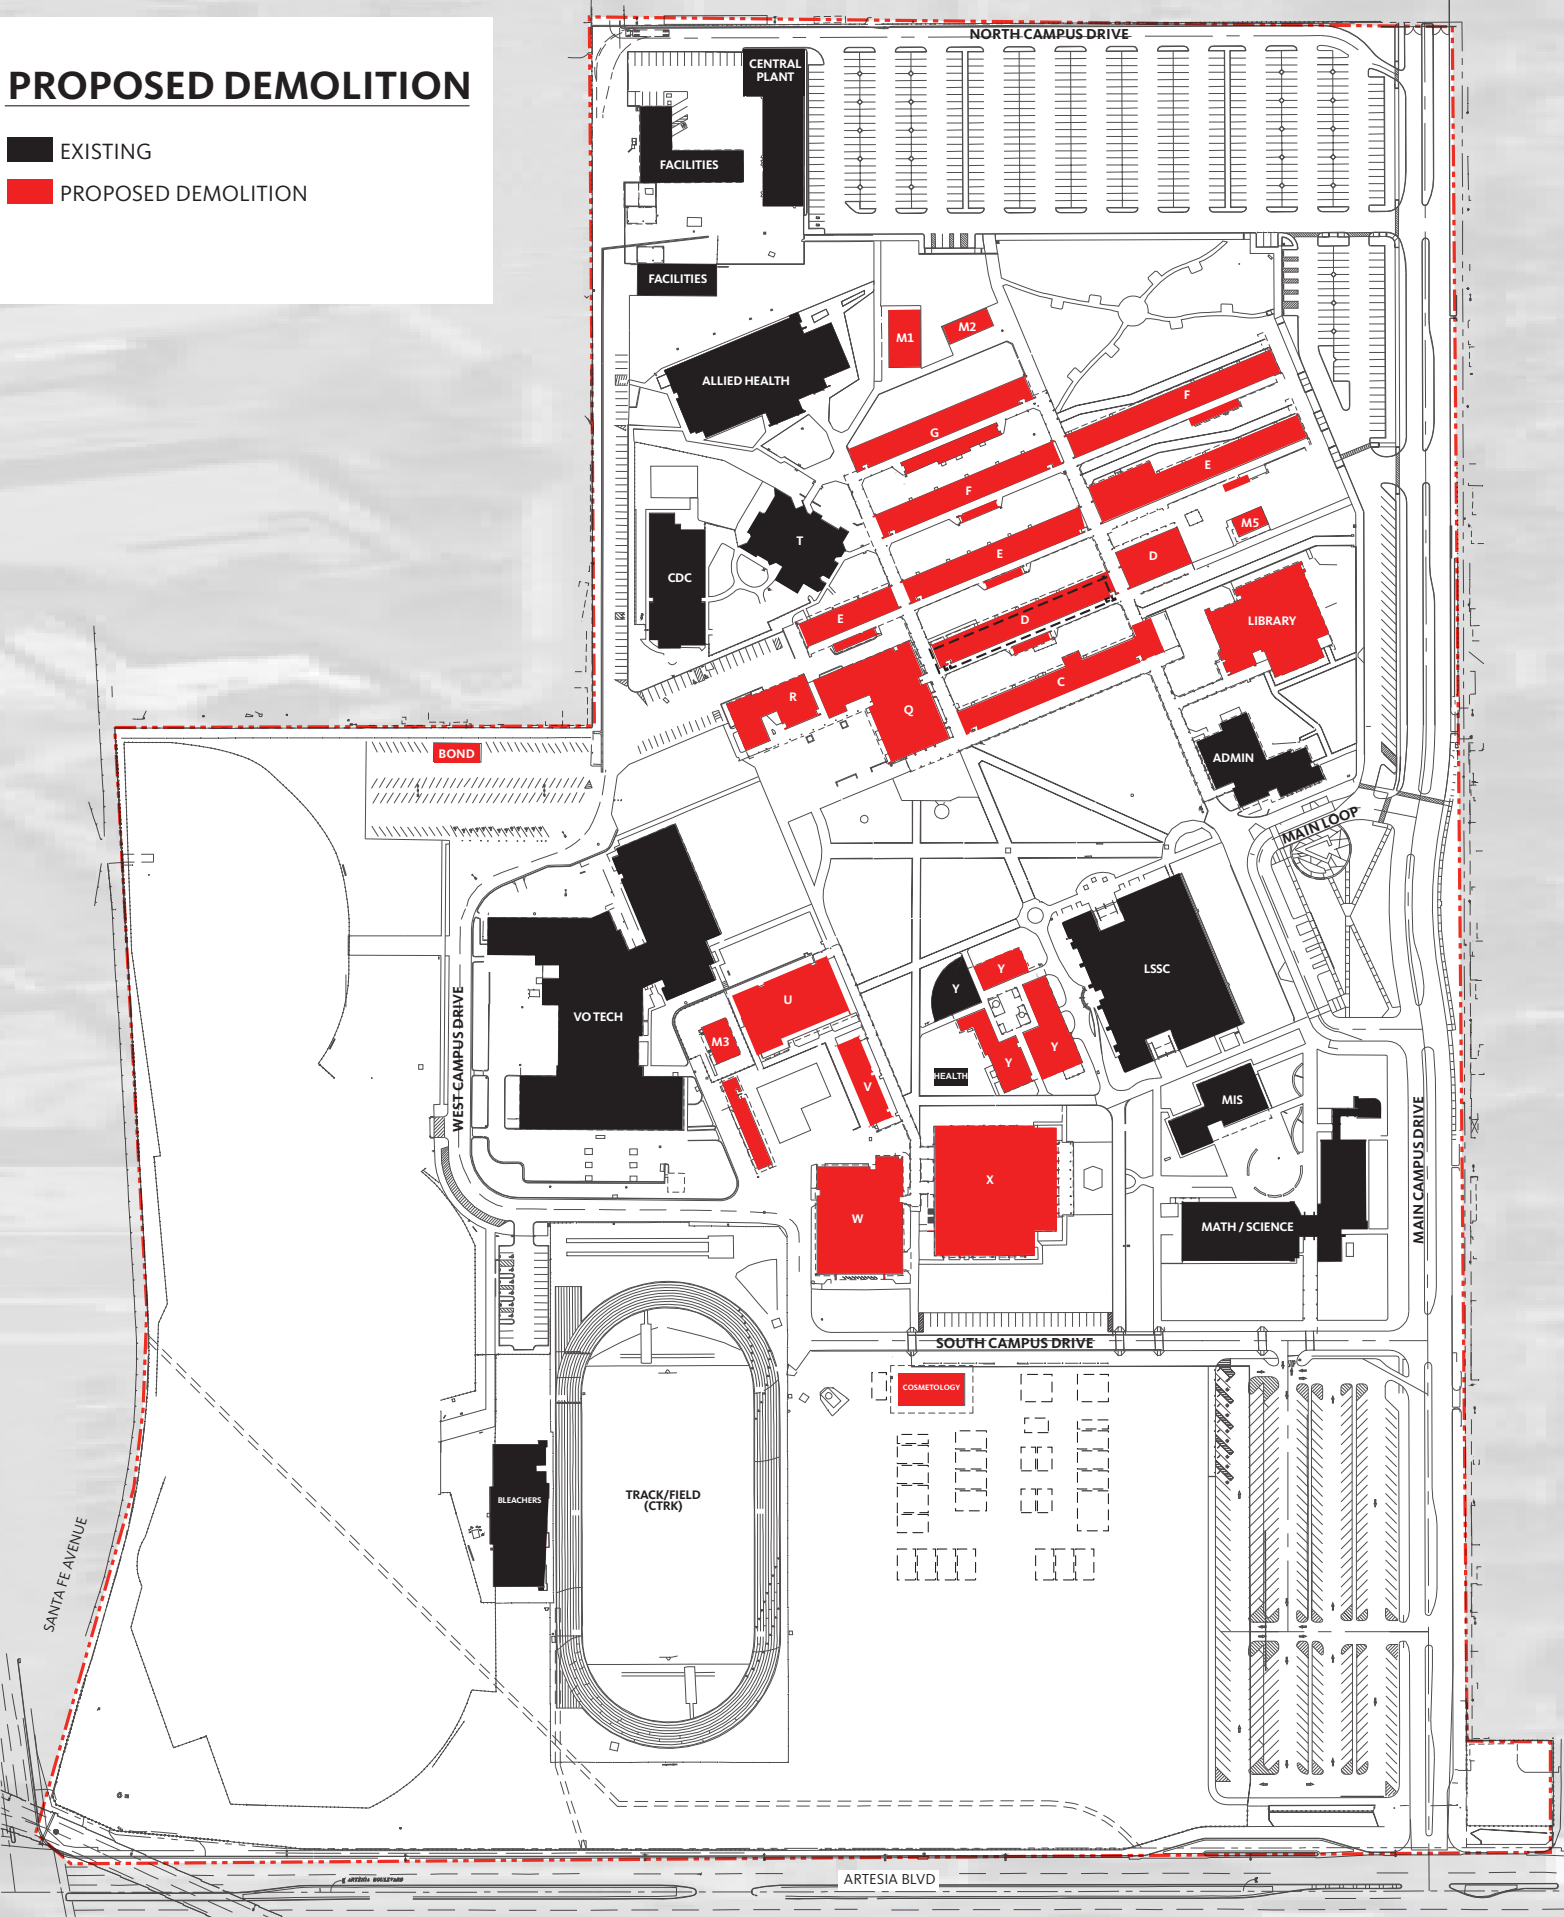 PROPOSED DEMOLITION
EXISTING
PROPOSED DEMOLITION
NORTH CAMPUS DRIVE
CENTRAL
PLANT
FACILITIES
FACILITIES
M1
M2
ALLIED HEALTH
G
F
F
E
E
M5
T
D
CDC
E
D
LIBRARY
C
R
Q
BOND
ADMIN
MAIN LOOP
LSSC
Y
Y
U
VO TECH
WEST CAMPUS DRIVE
M3
Y
Y
V
HEALTH
MIS
MAIN CAMPUS DRIVE
X
W
MATH / SCIENCE
SOUTH CAMPUS DRIVE
COSMETOLOGY
TRACK/FIELD
(CTRK)
BLEACHERS
SANTA FE AVENUE
ARTESIA BLVD
ARTESIA BOULEVARD